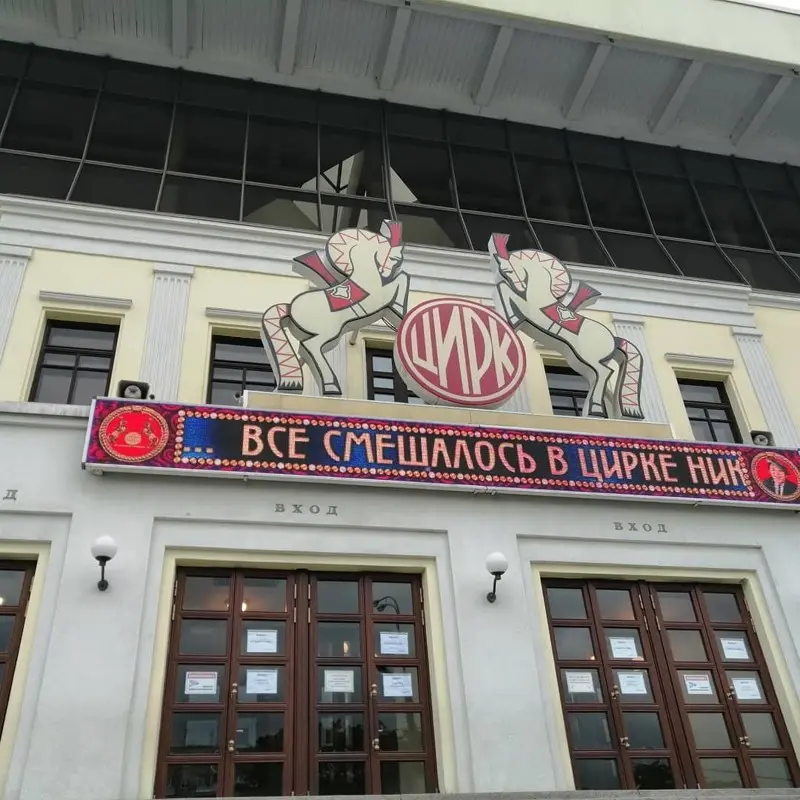 ЦИРК
... ВСЕ СМЕШАЛОСЬ В ЦИРКЕ НИК
Д
ВХОД
ВХОД